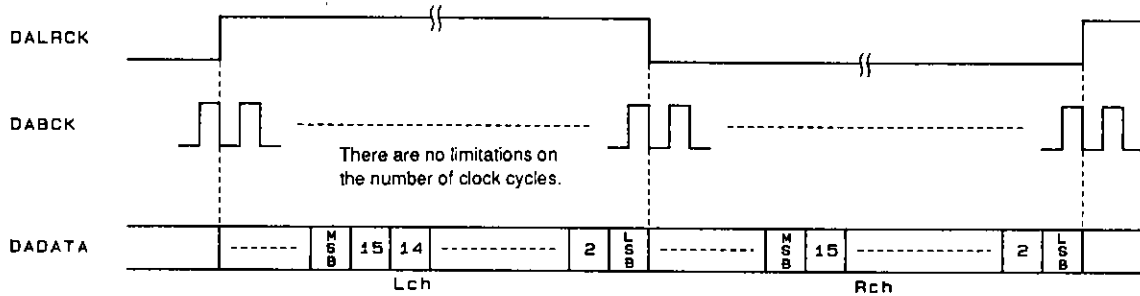 DALRCK
DABCK
There are no limitations on
the number of clock cycles.
DADATA
MSB 15 14 2 LSB MSB 15 2 LSB
Lch Rch